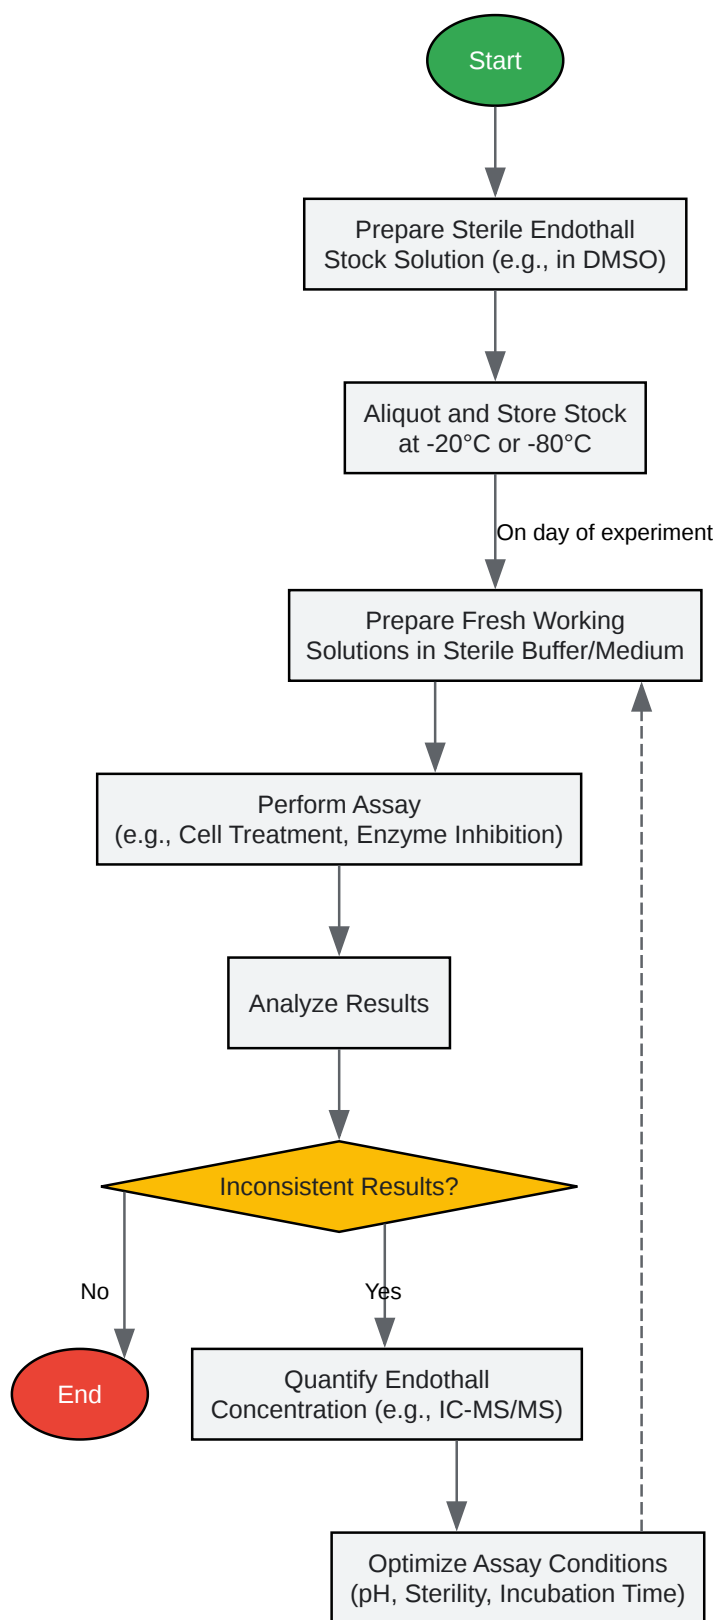 Start
Prepare Sterile Endothall
Stock Solution (e.g., in DMSO)
Aliquot and Store Stock
at -20°C or -80°C
On day of experiment
Prepare Fresh Working
Solutions in Sterile Buffer/Medium
Perform Assay
(e.g., Cell Treatment, Enzyme Inhibition)
Analyze Results
Inconsistent Results?
No
Yes
End
Quantify Endothall
Concentration (e.g., IC-MS/MS)
Optimize Assay Conditions
(pH, Sterility, Incubation Time)